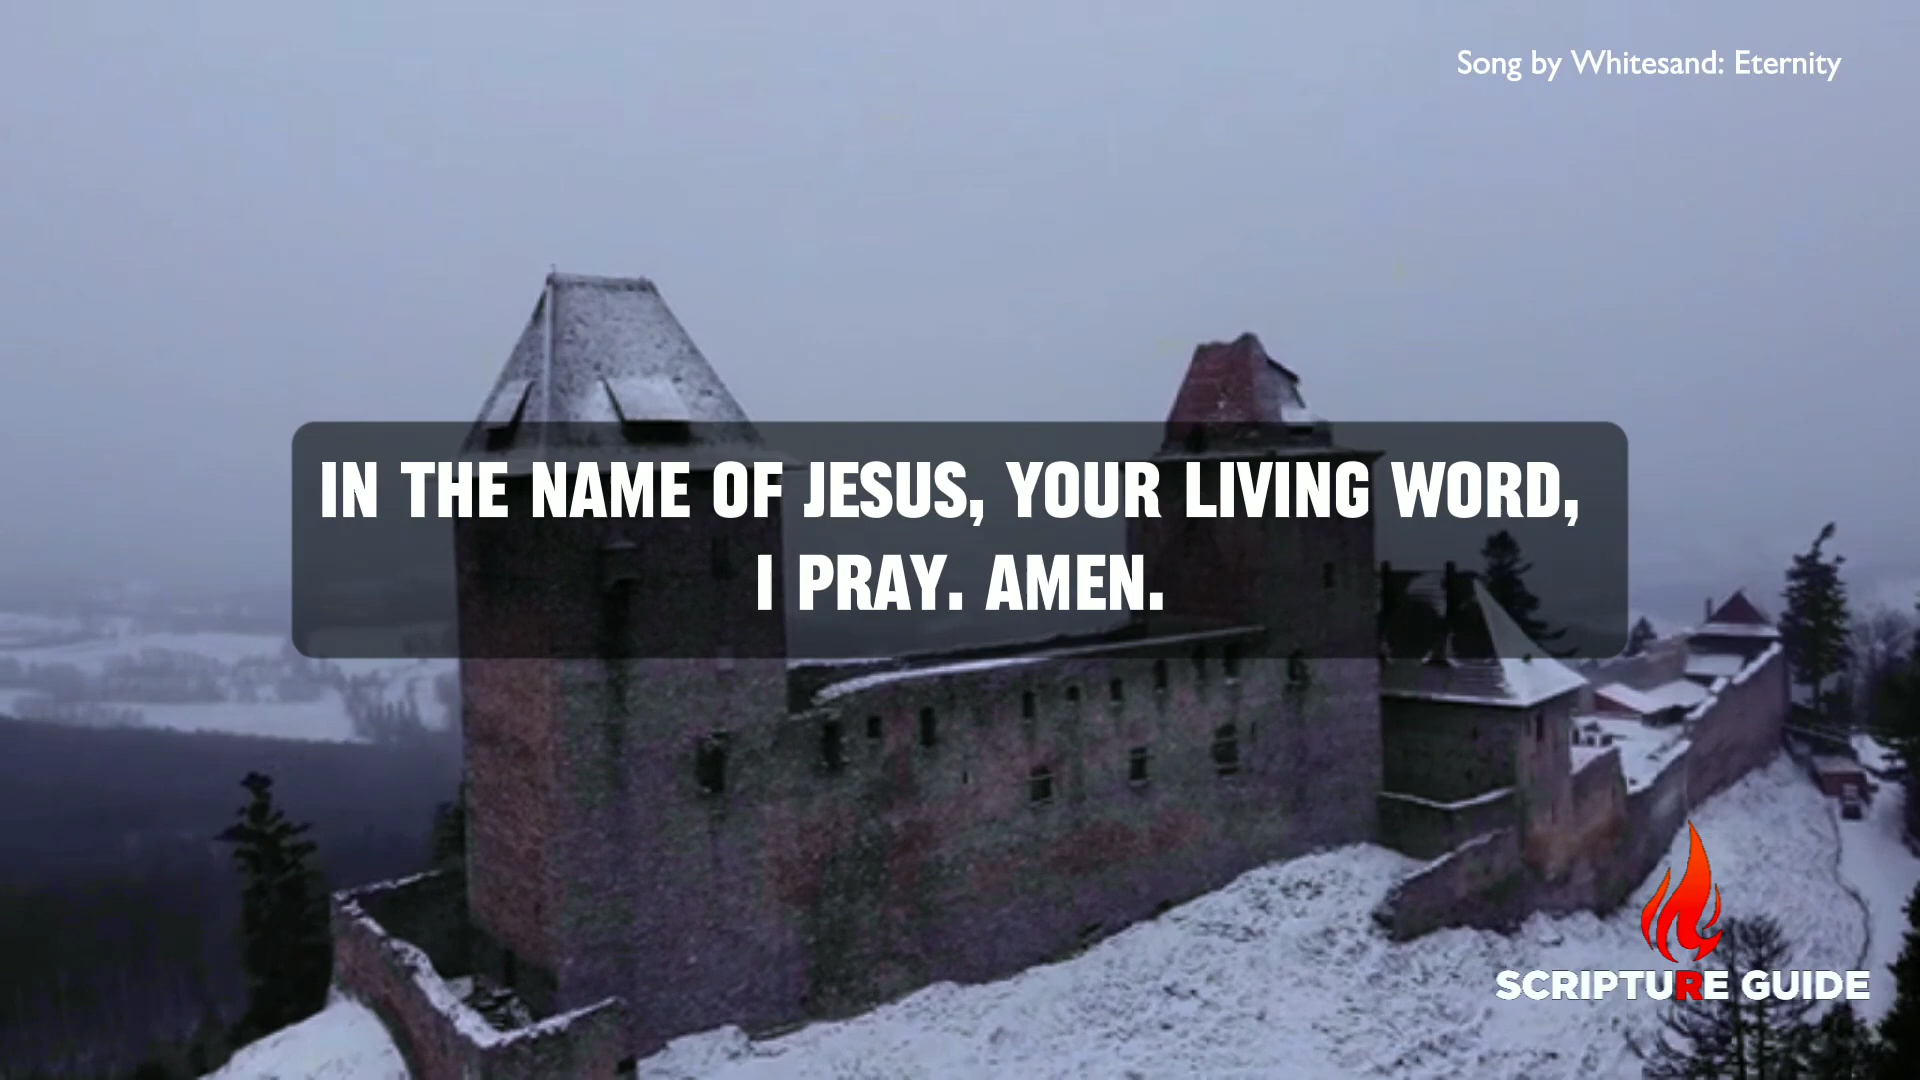 Song by Whitesand: Eternity
IN THE NAME OF JESUS, YOUR LIVING WORD,
I PRAY. AMEN.
SCRIPTURE GUIDE